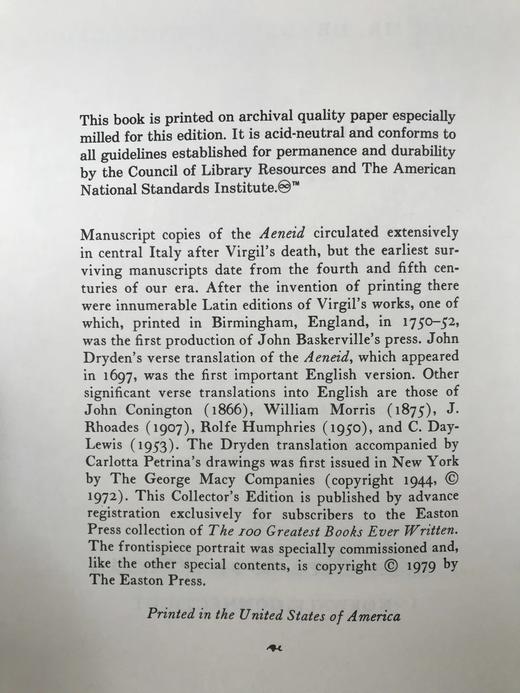 This book is printed on archival quality paper especially
milled for this edition. It is acid-neutral and conforms to
all guidelines established for permanence and durability
by the Council of Library Resources and The American
National Standards Institute.♾™
Manuscript copies of the Aeneid circulated extensively
in central Italy after Virgil's death, but the earliest sur-
viving manuscripts date from the fourth and fifth cen-
turies of our era. After the invention of printing there
were innumerable Latin editions of Virgil's works, one of
which, printed in Birmingham, England, in 1750–52,
was the first production of John Baskerville's press. John
Dryden's verse translation of the Aeneid, which appeared
in 1697, was the first important English version. Other
significant verse translations into English are those of
John Conington (1866), William Morris (1875), J.
Rhoades (1907), Rolfe Humphries (1950), and C. Day-
Lewis (1953). The Dryden translation accompanied by
Carlotta Petrina's drawings was first issued in New York
by The George Macy Companies (copyright 1944, ©
1972). This Collector's Edition is published by advance
registration exclusively for subscribers to the Easton
Press collection of The 100 Greatest Books Ever Written.
The frontispiece portrait was specially commissioned and,
like the other special contents, is copyright © 1979 by
The Easton Press.
Printed in the United States of America